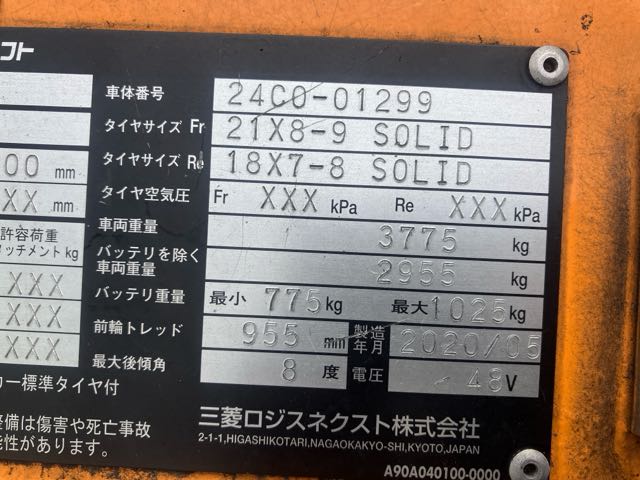 フト
車体番号 24C0-01299
タイヤサイズ Fr 21X8-9 SOLID
タイヤサイズ Re 18X7-8 SOLID
00 mm
タイヤ空気圧 Fr XXX kPa Re XXX kPa
XX mm
車両重量 3775 kg
許容荷重
ッチメント kg
バッテリを除く
車両重量 2955 kg
XXX
バッテリ重量 最小 775 kg 最大 1025 kg
XXX
前輪トレッド 955 mm 製造年月 2020/05
XXX
最大後傾角 8 度 電圧 48 V
カー標準タイヤ付
整備は傷害や死亡事故
能性があります。
三菱ロジスネクスト株式会社
2-1-1,HIGASHIKOTARI,NAGAOKAKYO-SHI,KYOTO,JAPAN
A90A040100-0000